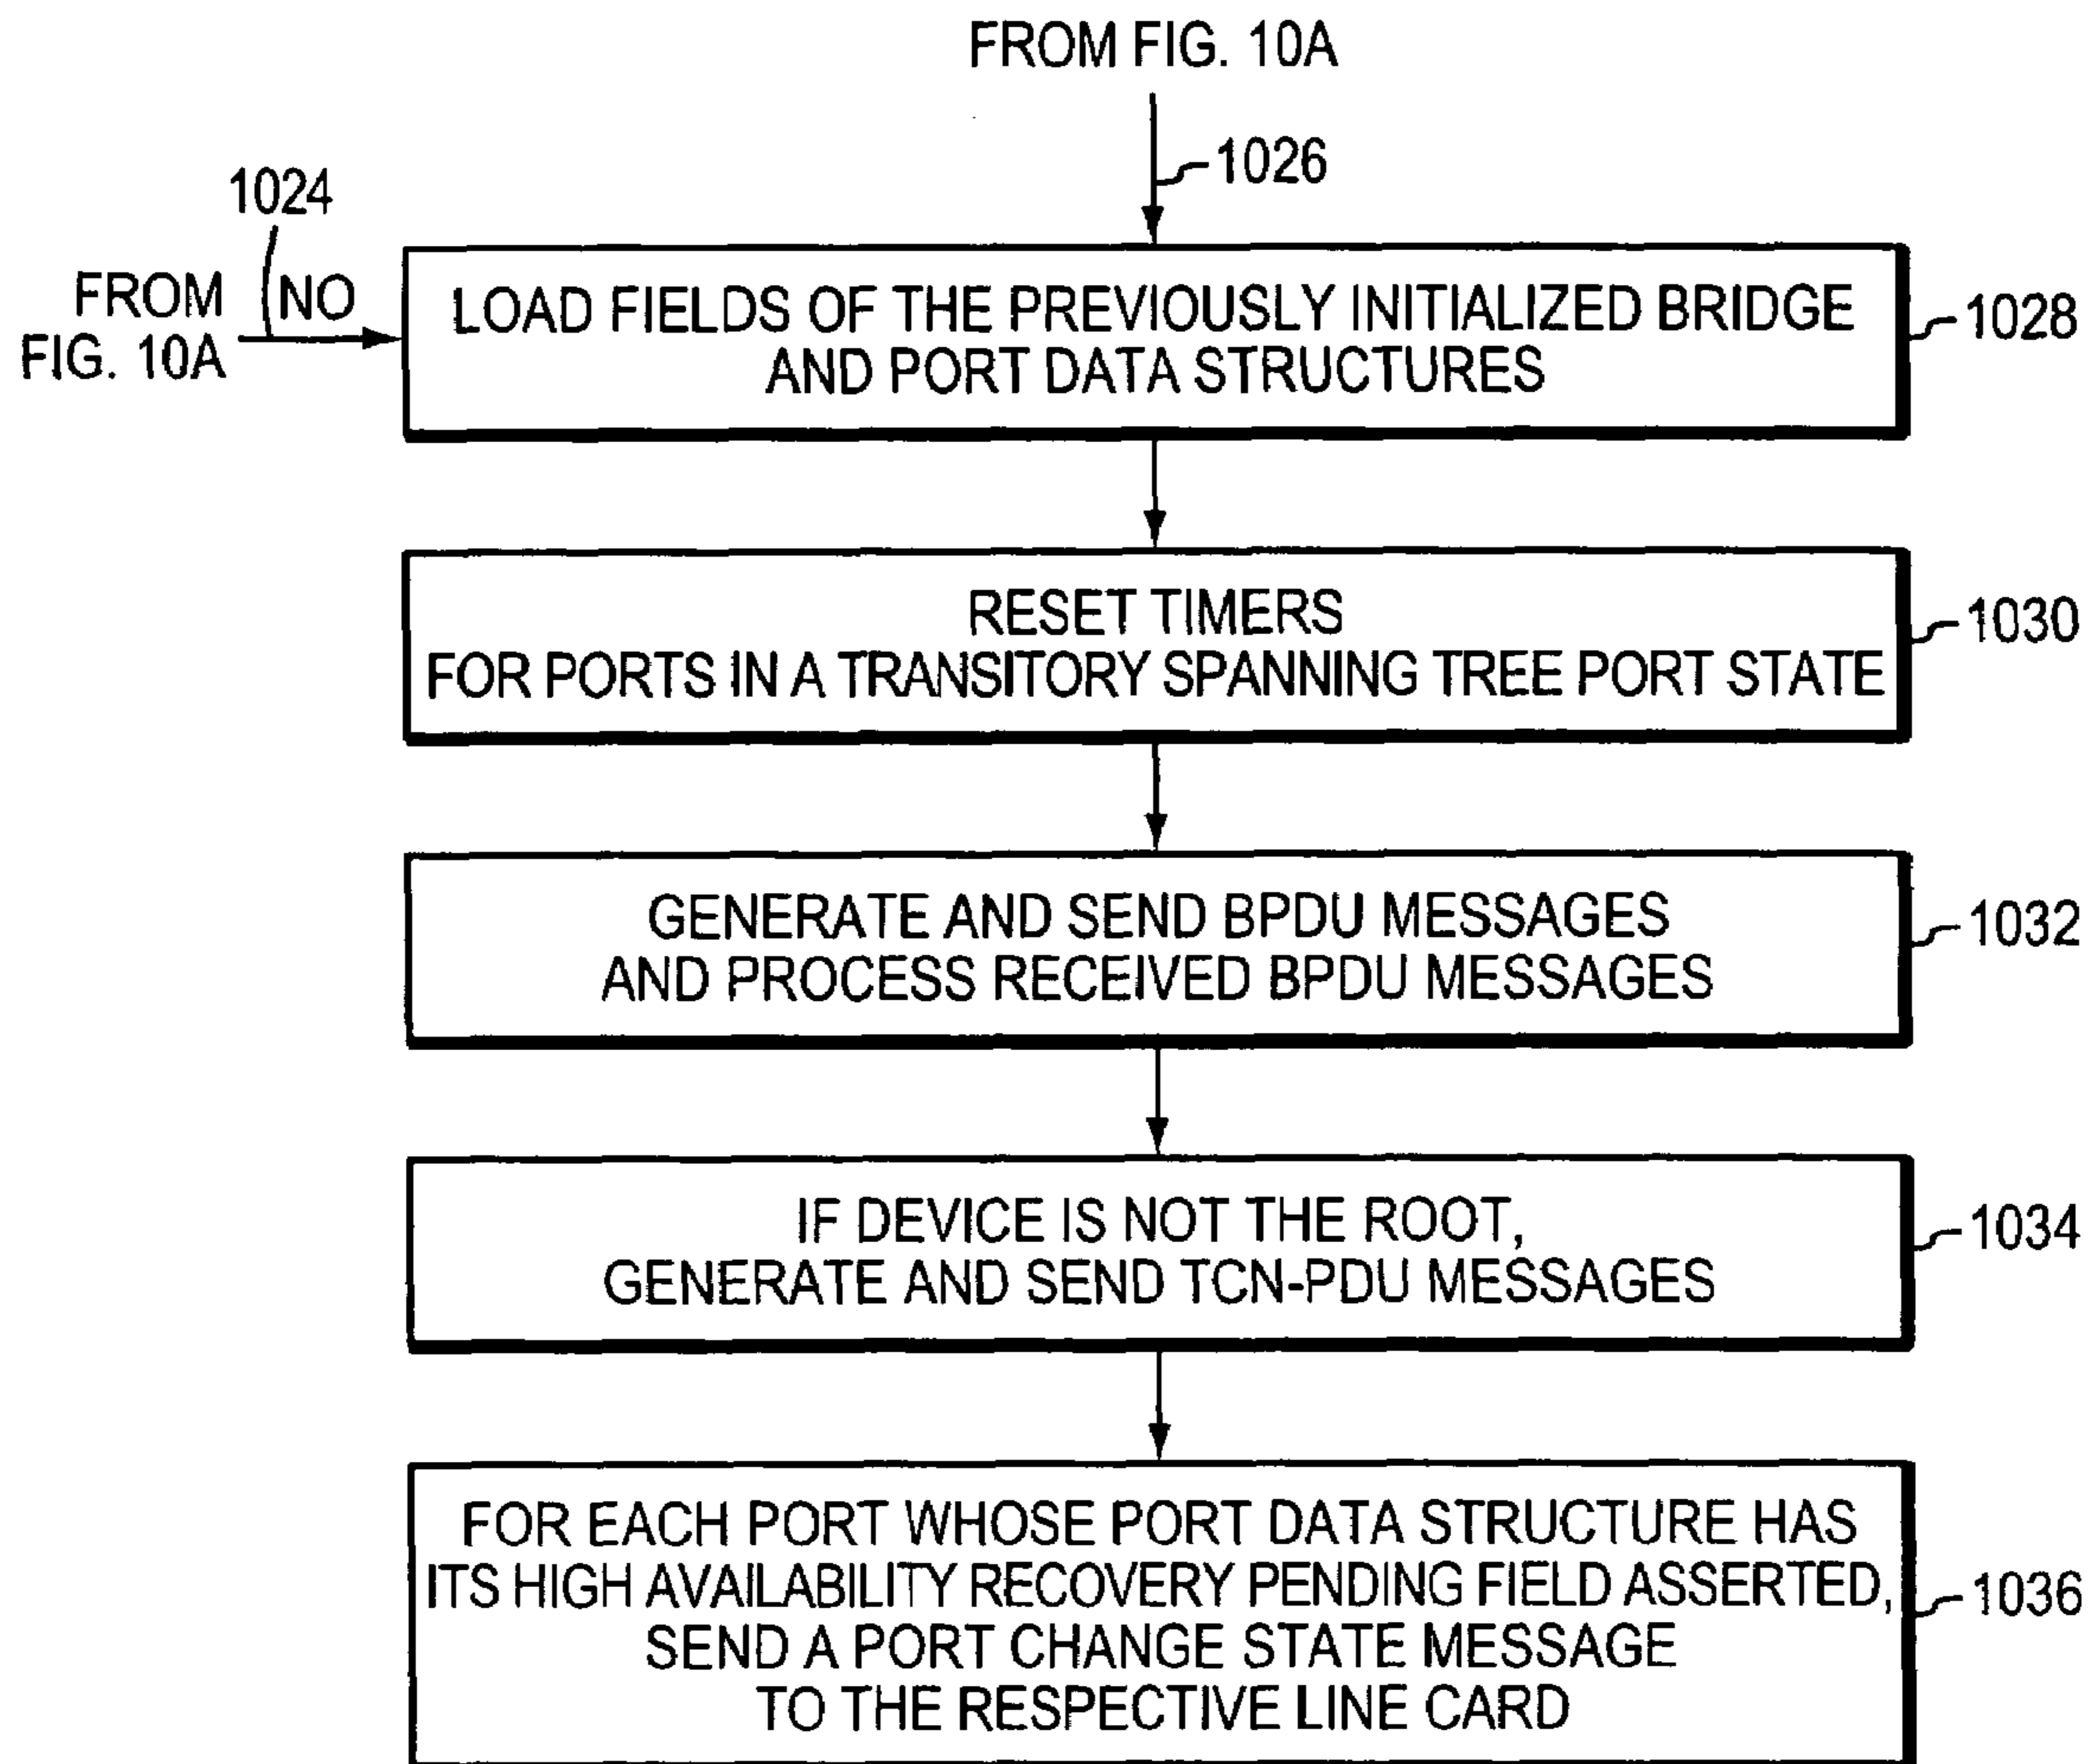 FROM FIG. 10A
1026
1024
FROM
FIG. 10A
NO
LOAD FIELDS OF THE PREVIOUSLY INITIALIZED BRIDGE
AND PORT DATA STRUCTURES
1028
RESET TIMERS
FOR PORTS IN A TRANSITORY SPANNING TREE PORT STATE
1030
GENERATE AND SEND BPDU MESSAGES
AND PROCESS RECEIVED BPDU MESSAGES
1032
IF DEVICE IS NOT THE ROOT,
GENERATE AND SEND TCN-PDU MESSAGES
1034
FOR EACH PORT WHOSE PORT DATA STRUCTURE HAS
ITS HIGH AVAILABILITY RECOVERY PENDING FIELD ASSERTED,
SEND A PORT CHANGE STATE MESSAGE
TO THE RESPECTIVE LINE CARD
1036